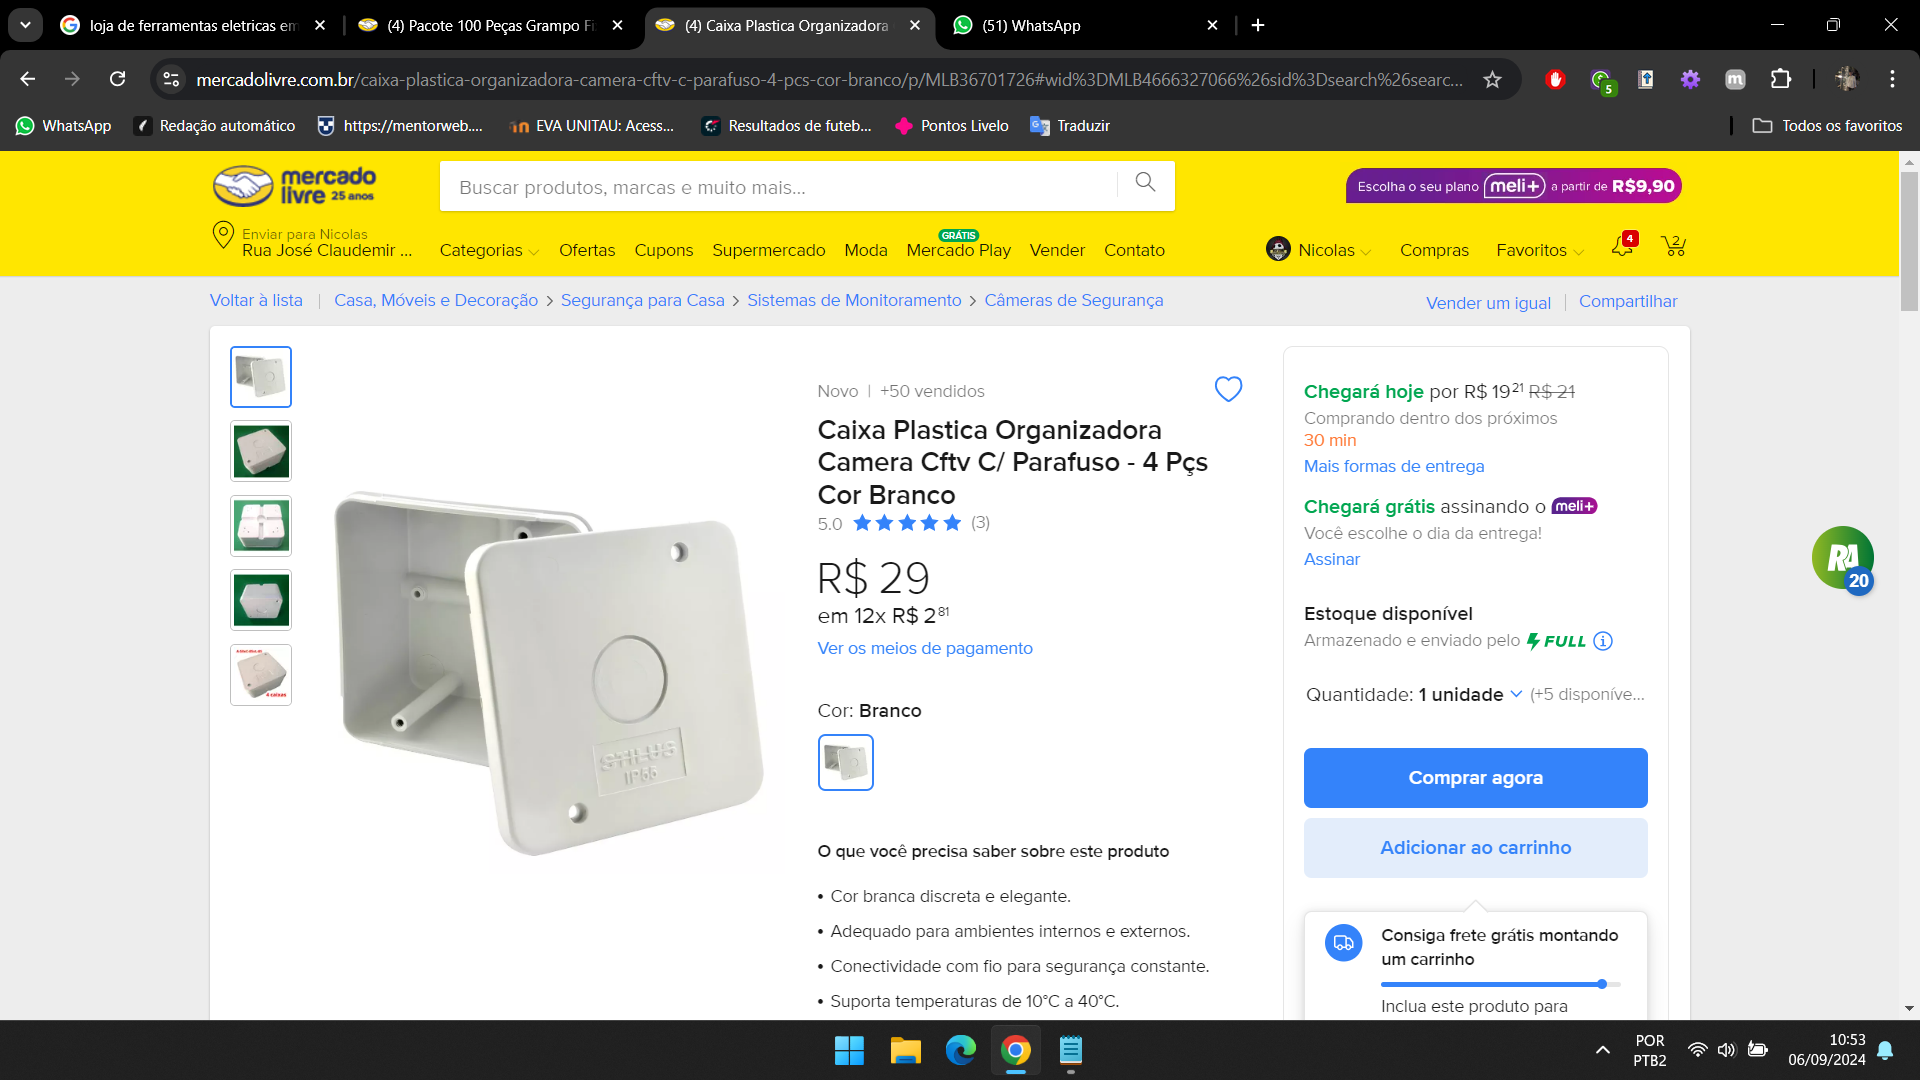 loja de ferramentas eletricas em
(4) Pacote 100 Peças Grampo Fi
(4) Caixa Plastica Organizadora
(51) WhatsApp
mercadolivre.com.br/caixa-plastica-organizadora-camera-cftv-c-parafuso-4-pcs-cor-branco/p/MLB36701726#wid%3DMLB4666327066%26sid%3Dsearch%26searc...
5
m
WhatsApp
Redação automático
https://mentorweb....
EVA UNITAU: Acess...
Resultados de futeb...
Pontos Livelo
Traduzir
Todos os favoritos
mercado
livre 25 anos
Buscar produtos, marcas e muito mais...
Escolha o seu plano meli+ a partir de R$9,90
Enviar para Nicolas
Rua José Claudemir ...
Categorias
Ofertas
Cupons
Supermercado
Moda
GRÁTIS
Mercado Play
Vender
Contato
Nicolas
Compras
Favoritos
4
2
Voltar à lista
Casa, Móveis e Decoração > Segurança para Casa > Sistemas de Monitoramento > Câmeras de Segurança
Vender um igual
Compartilhar
4 caixas
STILUS
IP55
Novo | +50 vendidos
Caixa Plastica Organizadora
Camera Cftv C/ Parafuso - 4 Pçs
Cor Branco
5.0 (3)
R$ 29
em 12x R$ 2 81
Ver os meios de pagamento
Cor: Branco
O que você precisa saber sobre este produto
• Cor branca discreta e elegante.
• Adequado para ambientes internos e externos.
• Conectividade com fio para segurança constante.
• Suporta temperaturas de 10°C a 40°C.
Chegará hoje por R$ 19 21 R$ 21
Comprando dentro dos próximos
30 min
Mais formas de entrega
Chegará grátis assinando o meli+
Você escolhe o dia da entrega!
Assinar
Estoque disponível
Armazenado e enviado pelo FULL
Quantidade: 1 unidade (+5 disponíve...
Comprar agora
Adicionar ao carrinho
Consiga frete grátis montando
um carrinho
Inclua este produto para
RA
20
POR
PTB2
10:53
06/09/2024